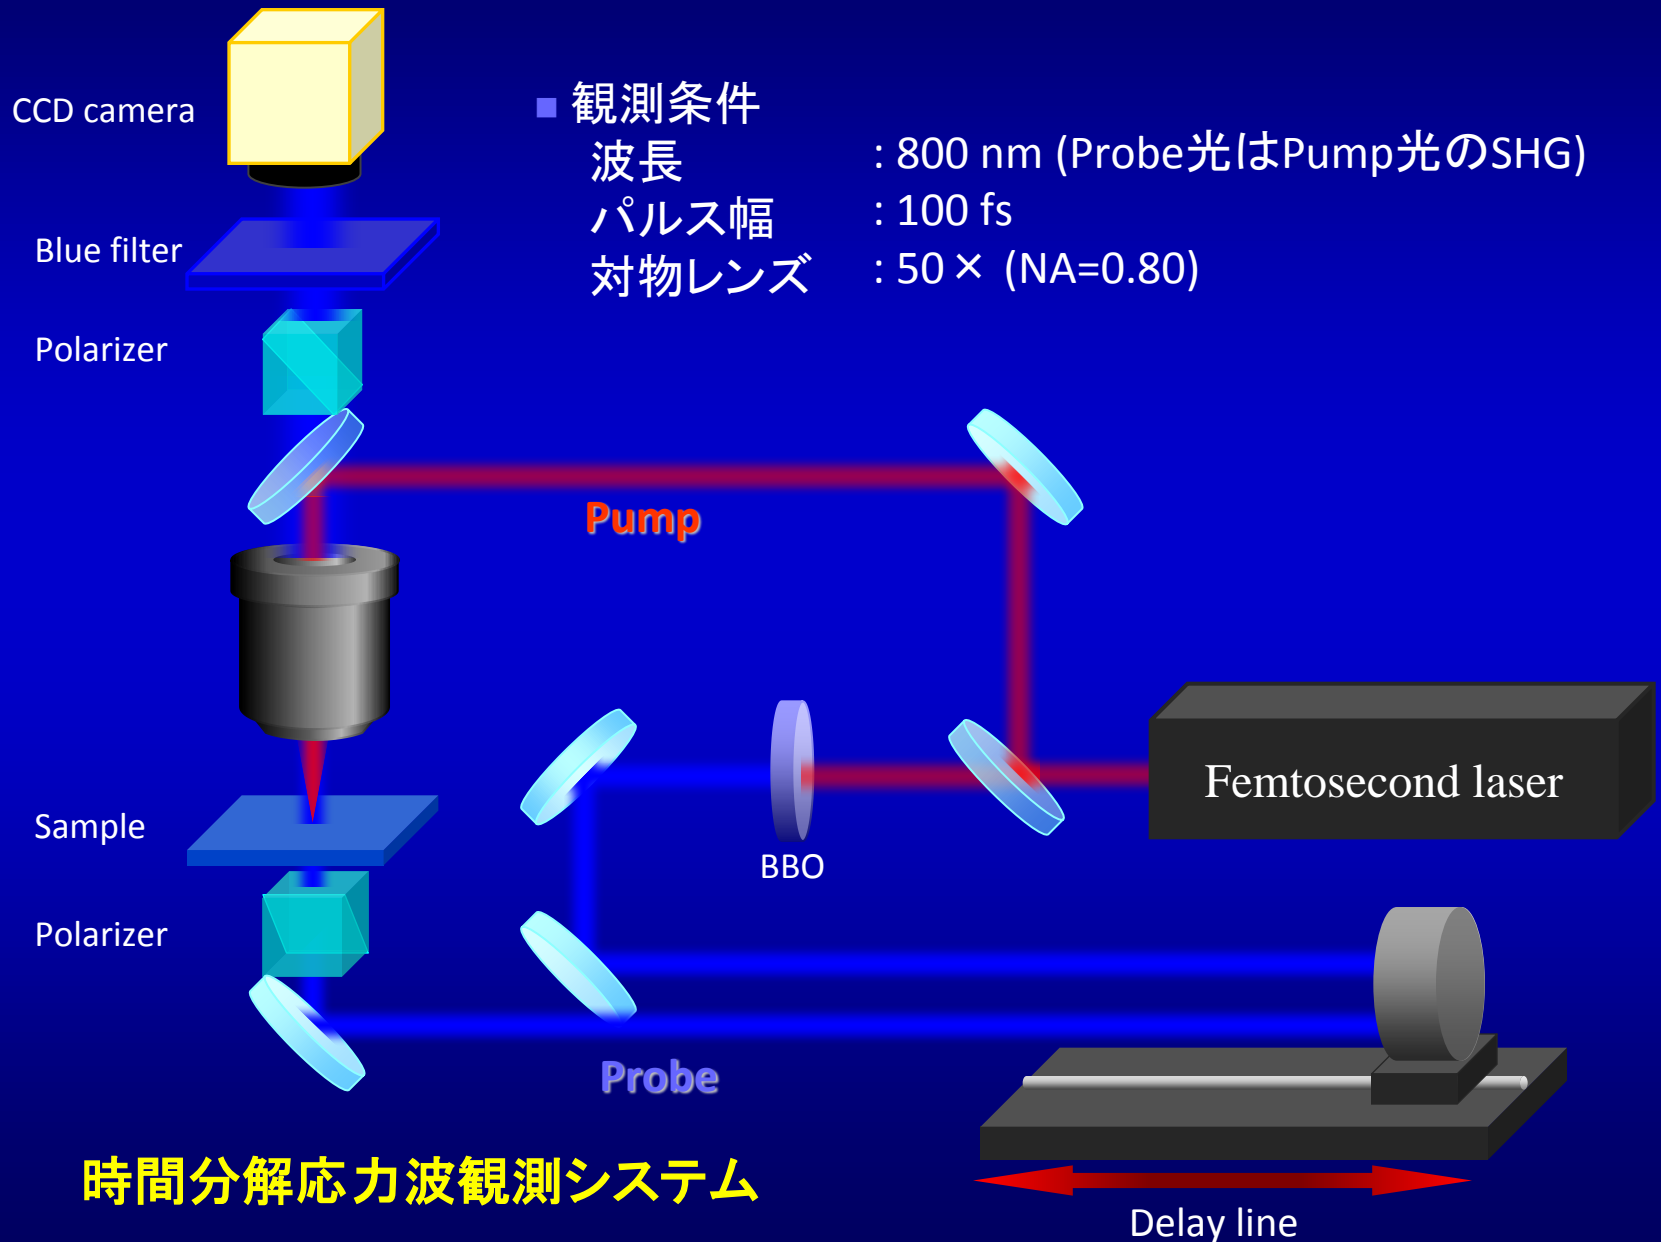 CCD camera
■ 観測条件
波長 : 800 nm (Probe光はPump光のSHG)
パルス幅 : 100 fs
対物レンズ : 50× (NA=0.80)
Blue filter
Polarizer
Pump
Femtosecond laser
Sample
BBO
Polarizer
Probe
時間分解応力波観測システム
Delay line